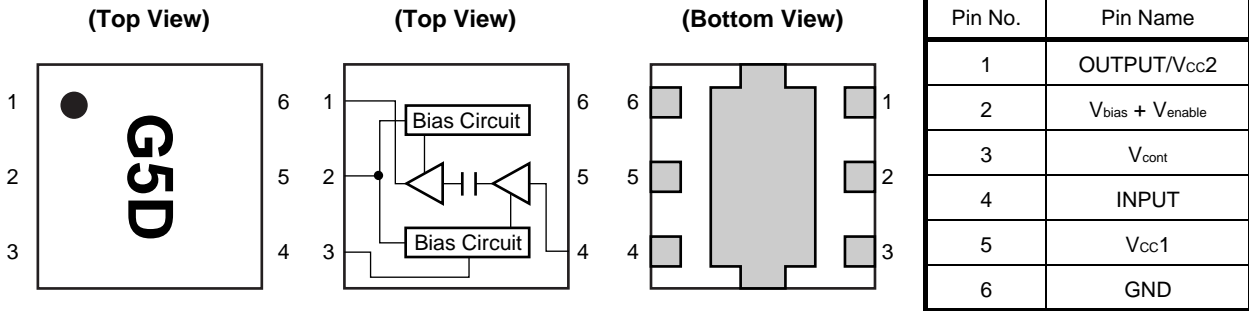 (Top View)
1
2
3
G5D
6
5
4
(Top View)
1
2
3
Bias Circuit
Bias Circuit
6
5
4
(Bottom View)
6
5
4
1
2
3
Pin No. Pin Name
1 OUTPUT/Vcc2
2 Vbias + Venable
3 Vcont
4 INPUT
5 Vcc1
6 GND